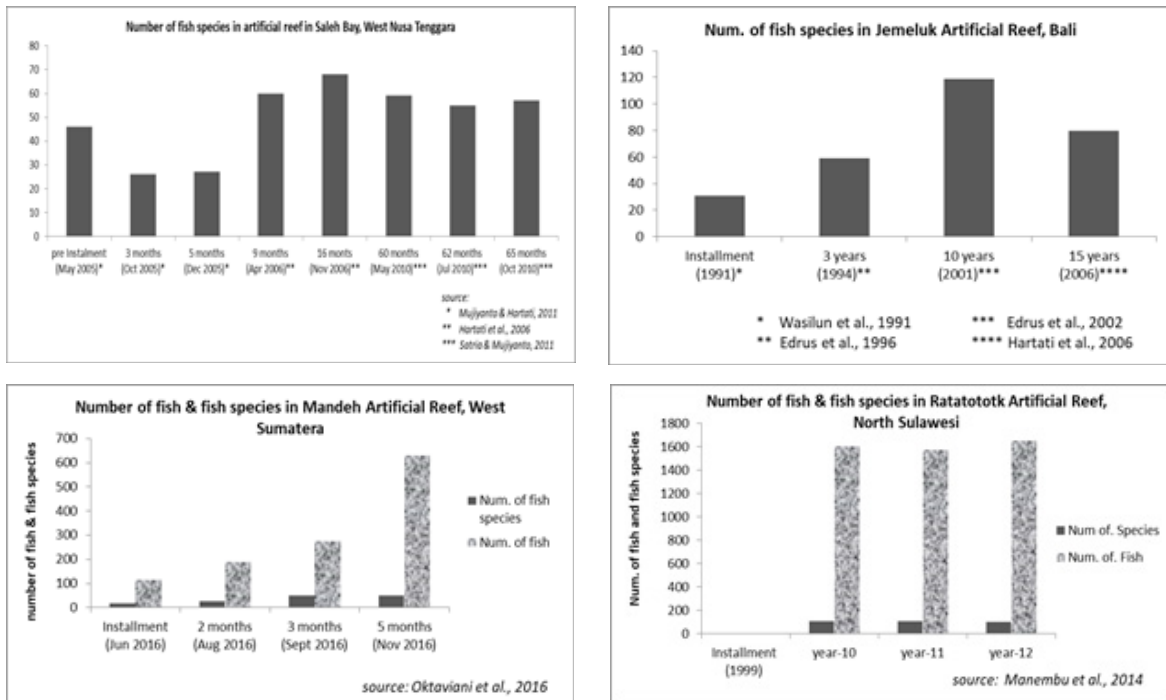 Number of fish species in artificial reef in Saleh Bay, West Nusa Tenggara
80
70
60
50
40
30
20
10
0
pre Instalment (May 2005)*
3 months (Oct 2005)*
5 months (Dec 2005)*
9 months (Apr 2006)**
16 monts (Nov 2006)**
60 months (May 2010)***
62 months (Jul 2010)***
65 months (Oct 2010)***
source:
* Mujiyanto & Hartati, 2011
** Hartati et al., 2006
*** Satria & Mujiyanto, 2011
Num. of fish species in Jemeluk Artificial Reef, Bali
140
120
100
80
60
40
20
0
Installment (1991)*
3 years (1994)**
10 years (2001)***
15 years (2006)****
* Wasilun et al., 1991
** Edrus et al., 1996
*** Edrus et al., 2002
**** Hartati et al., 2006
Number of fish & fish species in Mandeh Artificial Reef, West
Sumatera
number of fish & fish species
700
600
500
400
300
200
100
0
Installment (Jun 2016)
2 months (Aug 2016)
3 months (Sept 2016)
5 months (Nov 2016)
Num. of fish
species
Num. of fish
source: Oktaviani et al., 2016
Number of fish & fish species in Ratatototk Artificial Reef,
North Sulawesi
Num. of fish and fish species
1800
1600
1400
1200
1000
800
600
400
200
0
Installment (1999)
year-10
year-11
year-12
Num of. Species
Num. of. Fish
source: Manembu et al., 2014